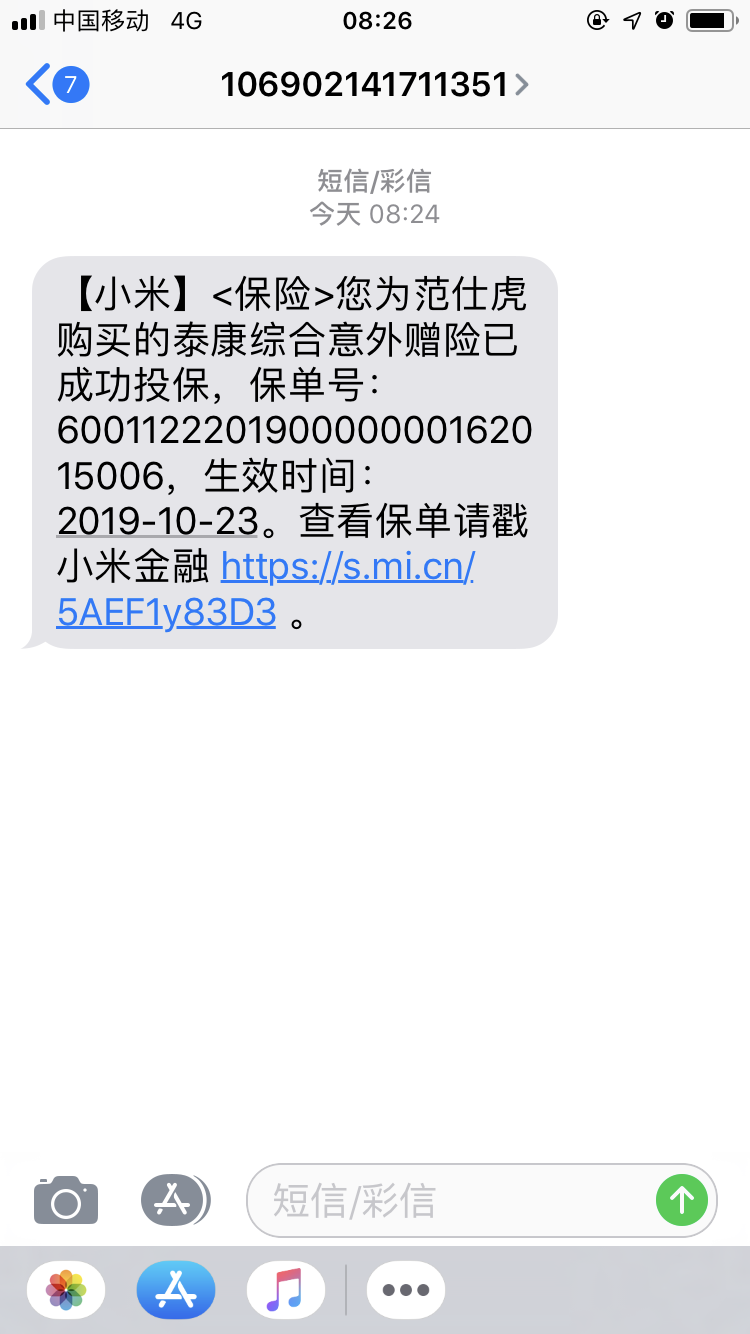 中国移动 4G 08:26
7 106902141711351
短信/彩信
今天 08:24
【小米】<保险>您为范仕虎
购买的泰康综合意外赠险已
成功投保，保单号：
6001122201900000001620
15006，生效时间：
2019-10-23。查看保单请戳
小米金融 https://s.mi.cn/
5AEF1y83D3 。
短信/彩信